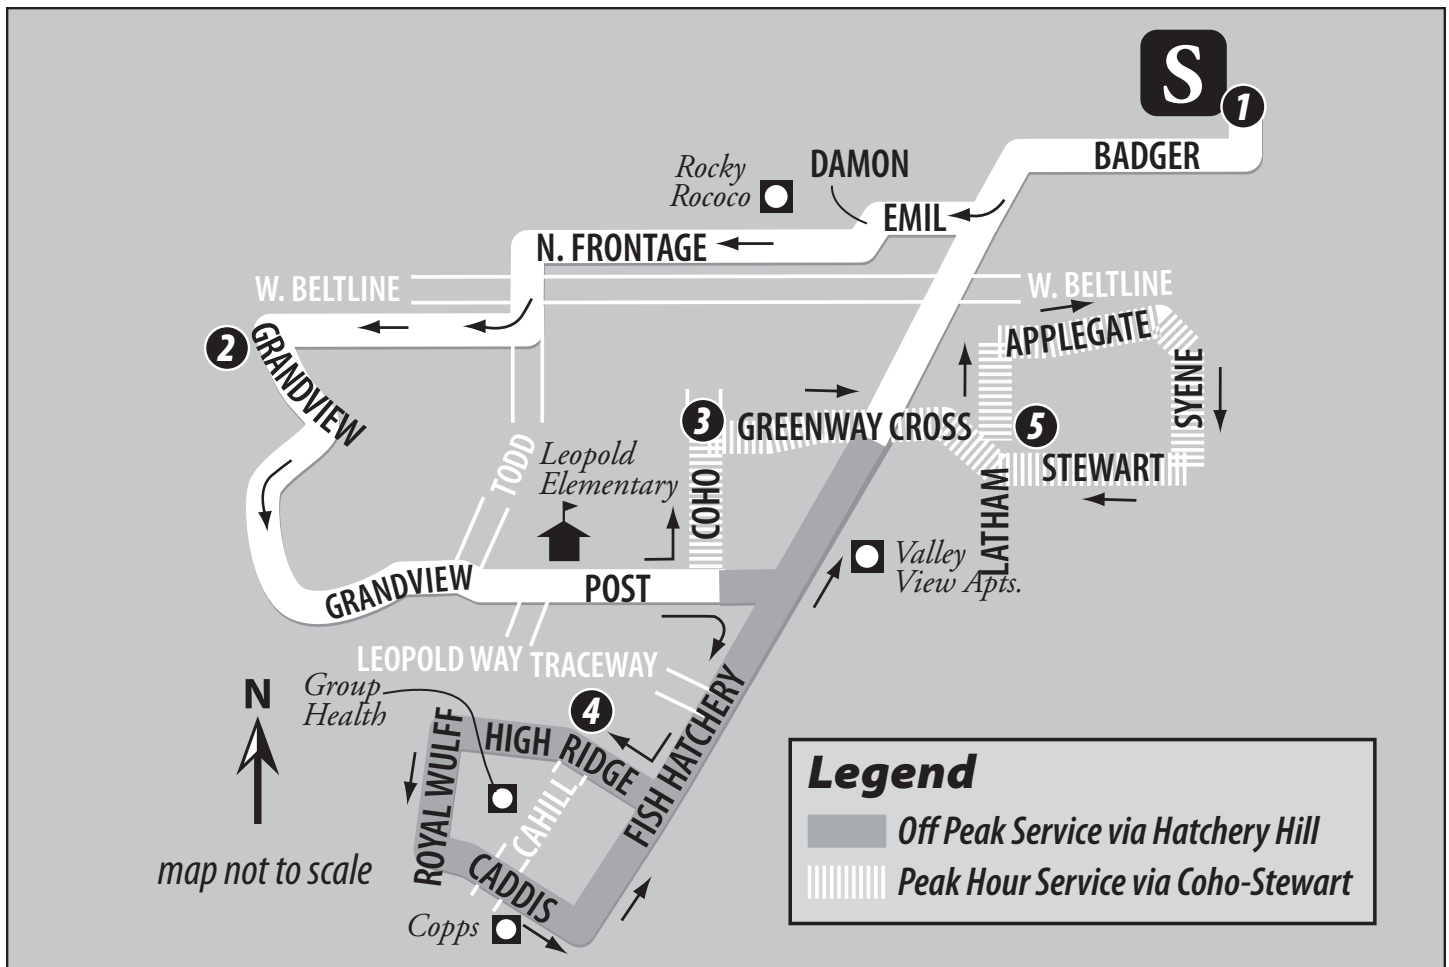 S
1
BADGER
DAMON
Rocky
Rococo
EMIL
N. FRONTAGE
W. BELTLINE
W. BELTLINE
APPLEGATE
2
GRANDVIEW
SYENE
3
GREENWAY CROSS
5
TODD
Leopold
Elementary
COHO
STEWART
LATHAM
Valley
View Apts.
GRANDVIEW
POST
LEOPOLD WAY
TRACEWAY
N
Group
Health
4
HIGH RIDGE
ROYAL WULFF
CAHILL
FISH HATCHERY
CADDIS
Copps
map not to scale
Legend
Off Peak Service via Hatchery Hill
Peak Hour Service via Coho-Stewart